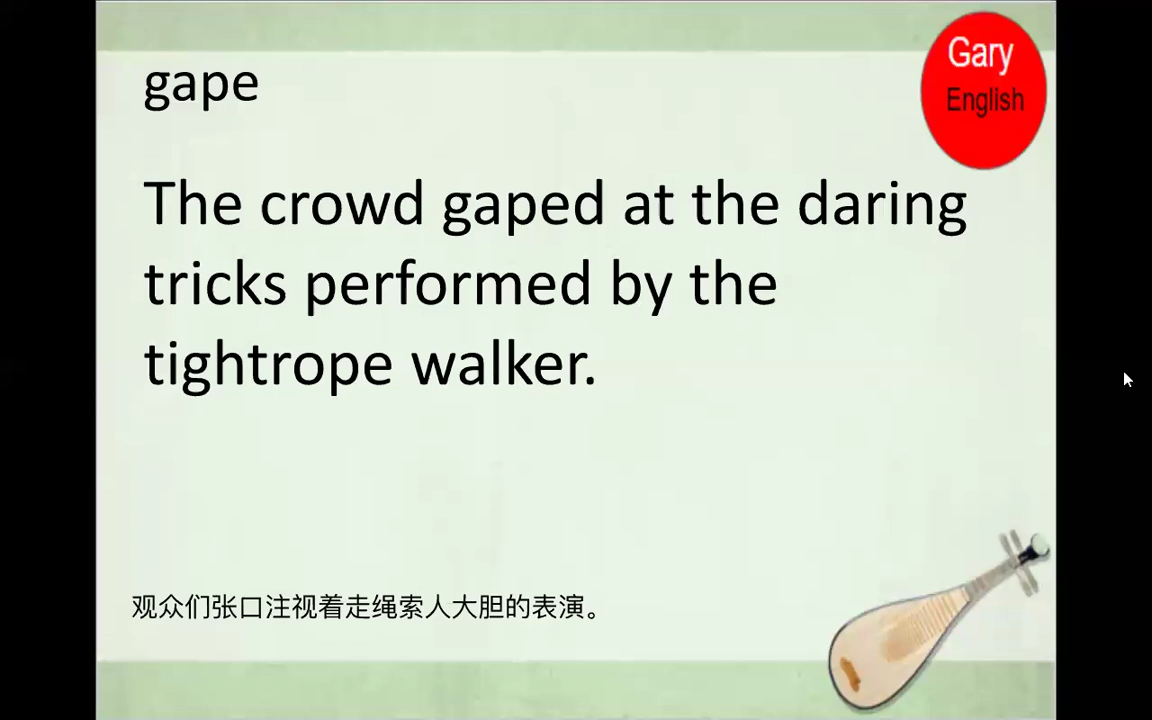 gape
Gary
English
The crowd gaped at the daring
tricks performed by the
tightrope walker.
观众们张口注视着走绳索人大胆的表演。